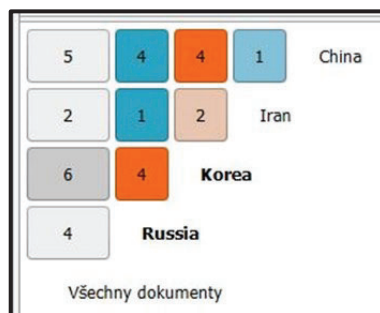 5 4 4 1 China
2 1 2 Iran
6 4 Korea
4 Russia
Všechny dokumenty